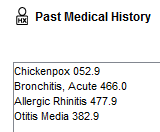 HX Past Medical History
Chickenpox 052.9
Bronchitis, Acute 466.0
Allergic Rhinitis 477.9
Otitis Media 382.9